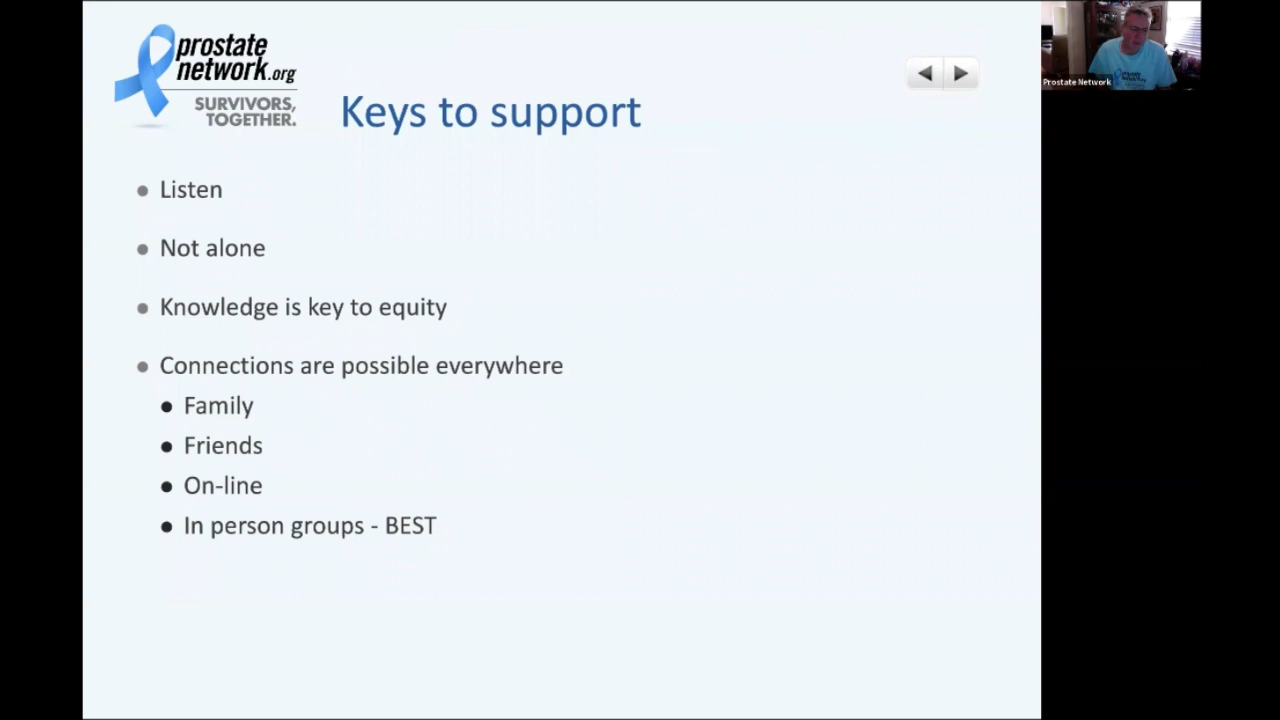 prostate
network.org
SURVIVORS,
TOGETHER.
Keys to support
Prostate Network
Listen
Not alone
Knowledge is key to equity
Connections are possible everywhere
Family
Friends
On-line
In person groups - BEST